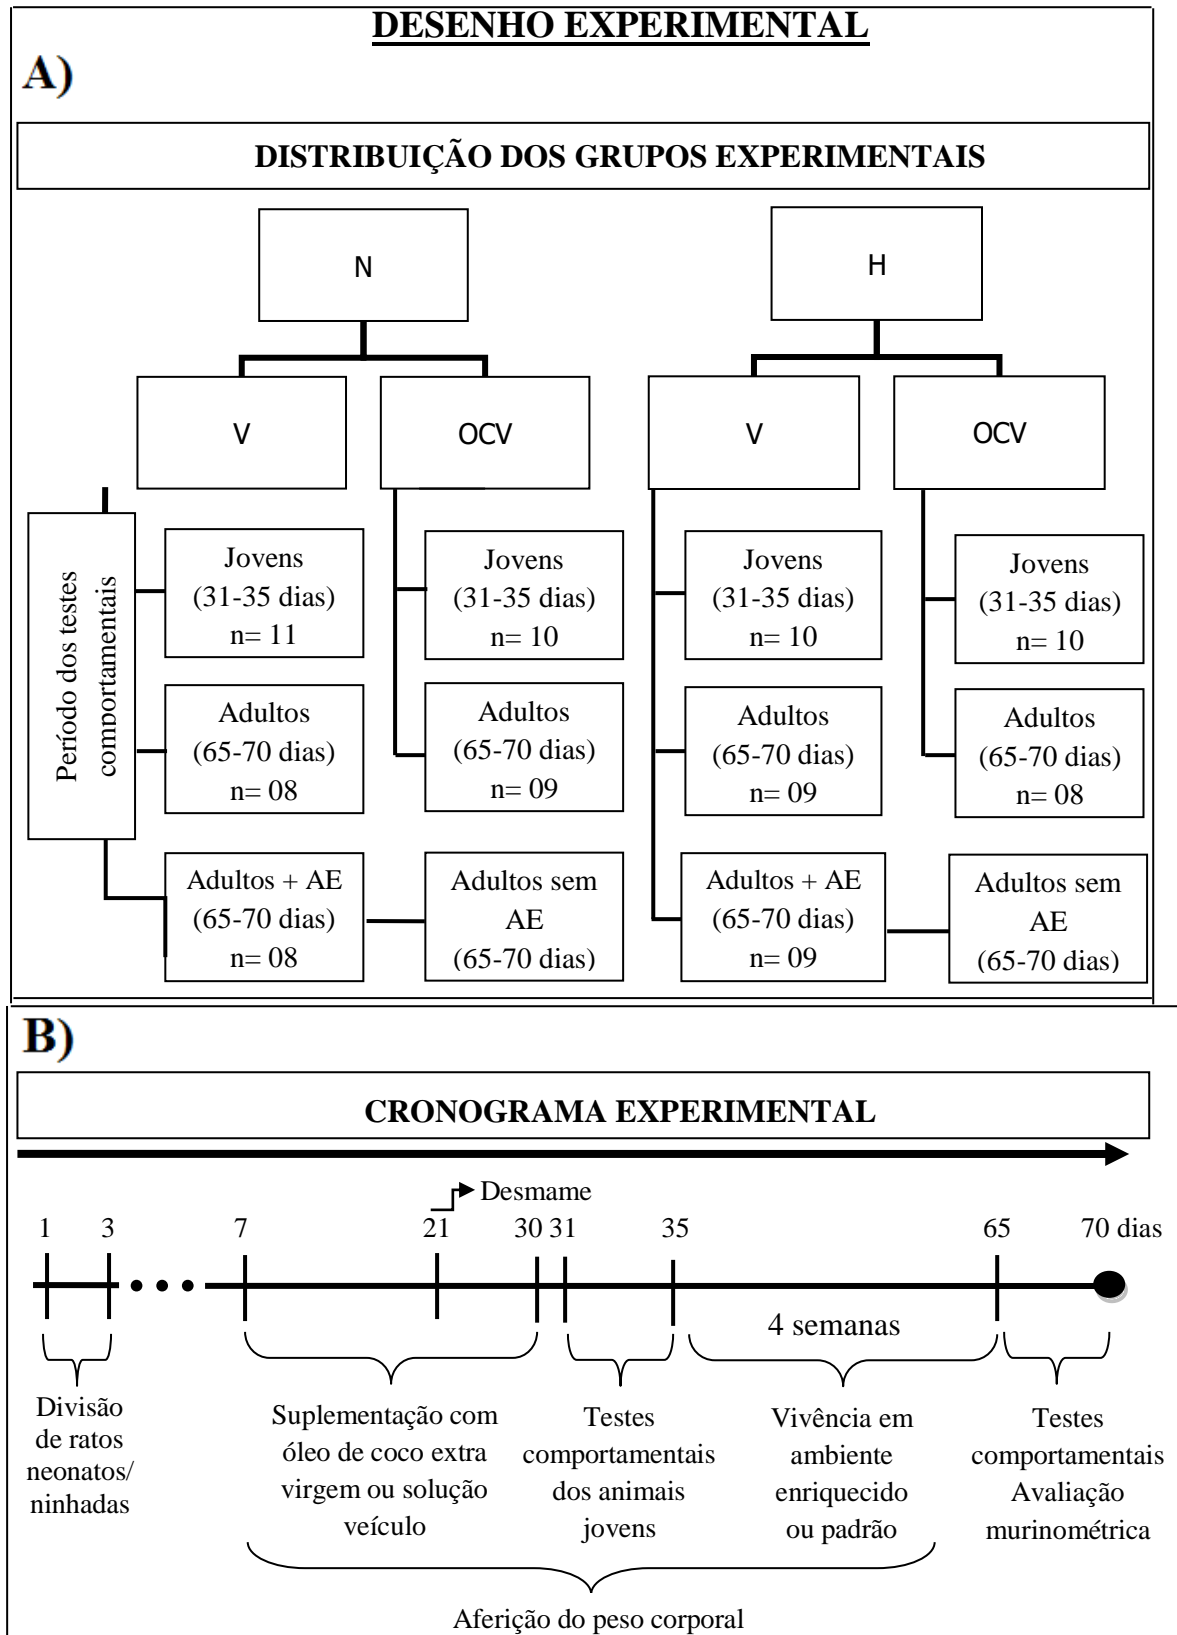 DESENHO EXPERIMENTAL
A)
DISTRIBUIÇÃO DOS GRUPOS EXPERIMENTAIS
N
H
V
OCV
V
OCV
Período dos testes
comportamentais
Jovens
(31-35 dias)
n= 11
Jovens
(31-35 dias)
n= 10
Jovens
(31-35 dias)
n= 10
Jovens
(31-35 dias)
n= 10
Adultos
(65-70 dias)
n= 08
Adultos
(65-70 dias)
n= 09
Adultos
(65-70 dias)
n= 09
Adultos
(65-70 dias)
n= 08
Adultos + AE
(65-70 dias)
n= 08
Adultos sem
AE
(65-70 dias)
Adultos + AE
(65-70 dias)
n= 09
Adultos sem
AE
(65-70 dias)
B)
CRONOGRAMA EXPERIMENTAL
Desmame
1 3 7 21 30 31 35 65 70 dias
4 semanas
Divisão
de ratos
neonatos/
ninhadas
Suplementação com
óleo de coco extra
virgem ou solução
veículo
Testes
comportamentais
dos animais
jovens
Vivência em
ambiente
enriquecido
ou padrão
Testes
comportamentais
Avaliação
murinométrica
Aferição do peso corporal